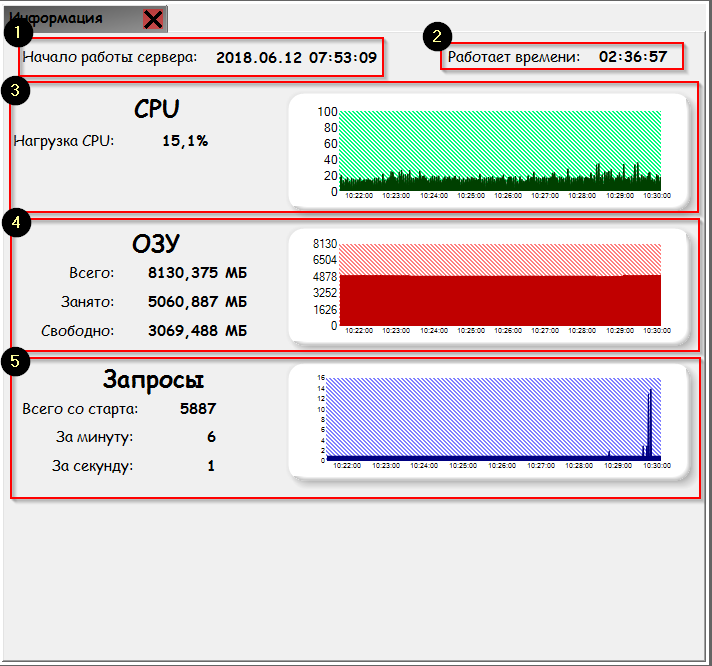 Информация
1
Начало работы сервера: 2018.06.12 07:53:09
2
Работает времени: 02:36:57
3
CPU
Нагрузка CPU: 15,1%
100
80
60
40
20
0
10:22:00 10:23:00 10:24:00 10:25:00 10:26:00 10:27:00 10:28:00 10:29:00 10:30:00
4
ОЗУ
Всего: 8130,375 МБ
Занято: 5060,887 МБ
Свободно: 3069,488 МБ
8130
6504
4878
3252
1626
0
10:22:00 10:23:00 10:24:00 10:25:00 10:26:00 10:27:00 10:28:00 10:29:00 10:30:00
5
Запросы
Всего со старта: 5887
За минуту: 6
За секунду: 1
16
14
12
10
8
6
4
2
0
10:22:00 10:23:00 10:24:00 10:25:00 10:26:00 10:27:00 10:28:00 10:29:00 10:30:00